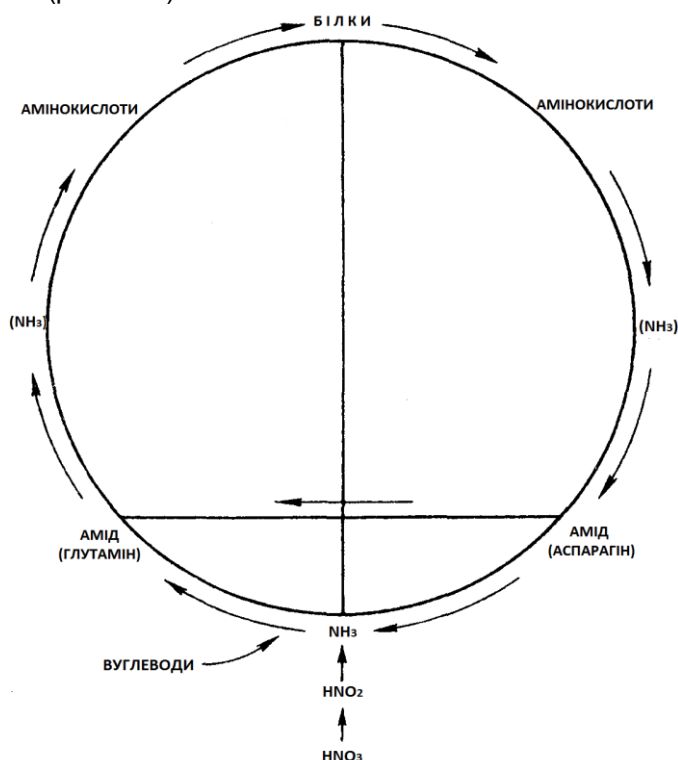 БІЛКИ
АМІНОКИСЛОТИ
АМІНОКИСЛОТИ
(NH₃)
(NH₃)
АМІД
(ГЛУТАМІН)
АМІД
(АСПАРАГІН)
NH₃
ВУГЛЕВОДИ
HNO₂
HNO₃